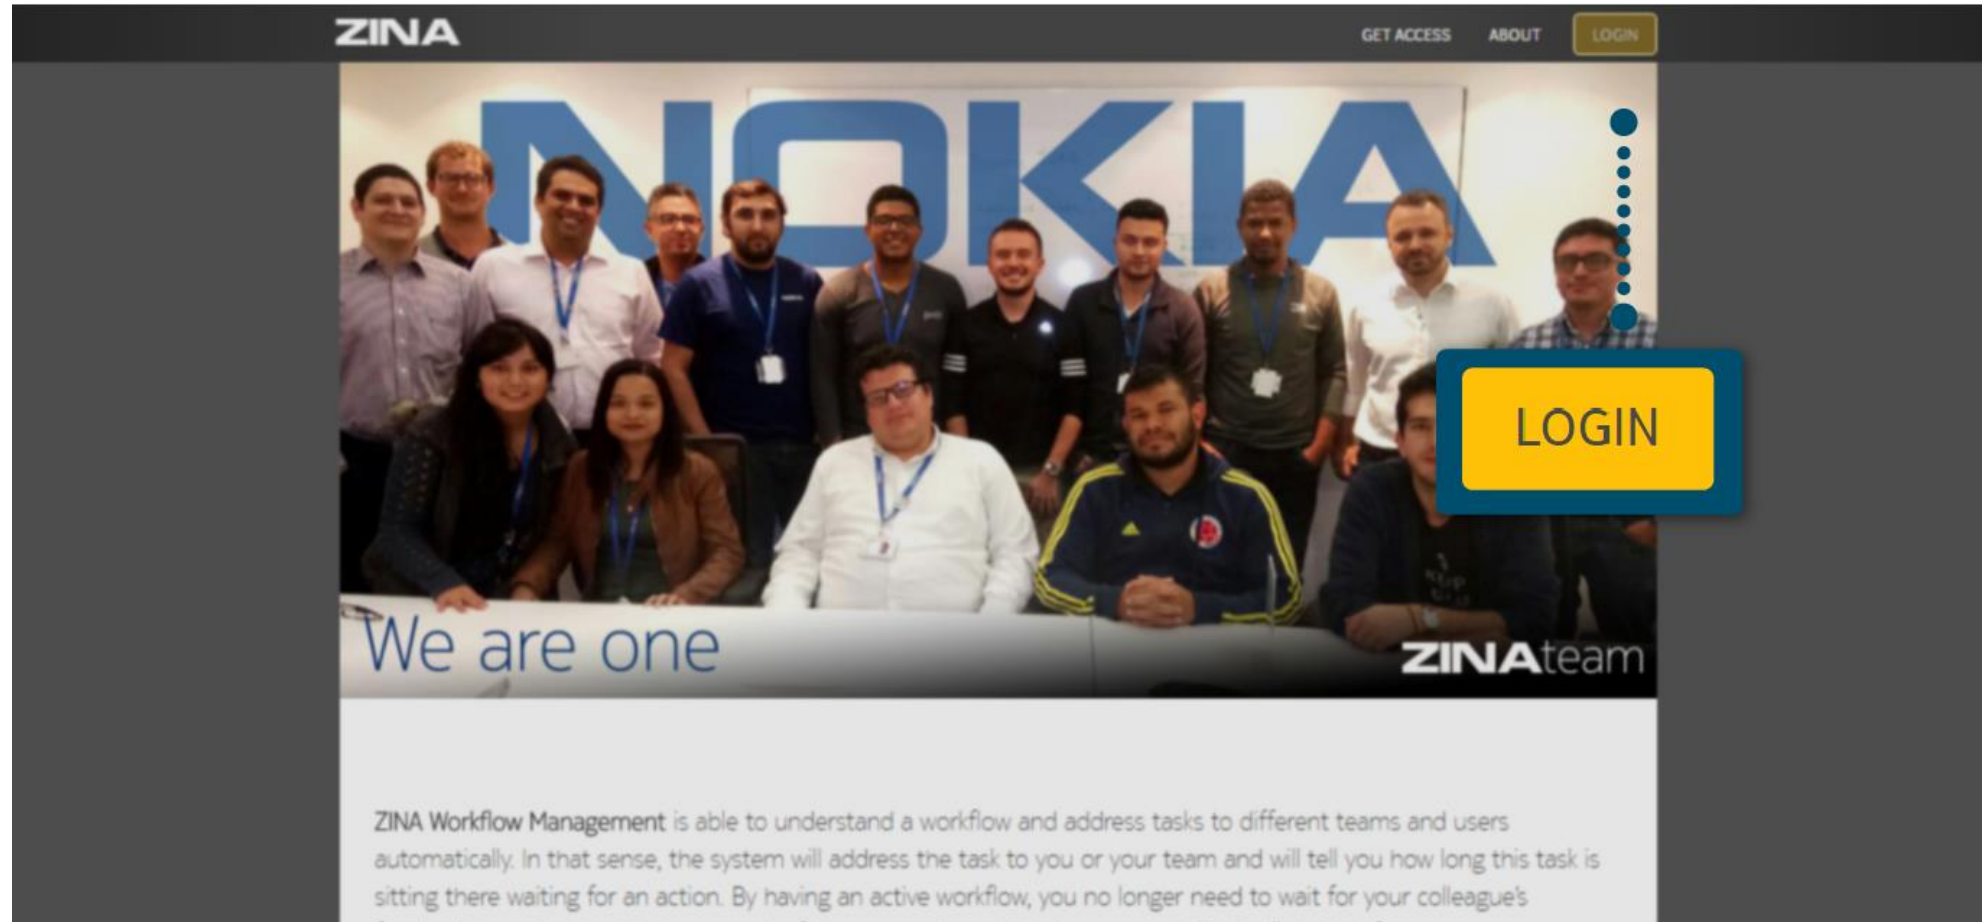 ZINA
GET ACCESS ABOUT LOGIN
NOKIA
LOGIN
We are one
ZINAteam
ZINA Workflow Management is able to understand a workflow and address tasks to different teams and users
automatically. In that sense, the system will address the task to you or your team and will tell you how long this task is
sitting there waiting for an action. By having an active workflow, you no longer need to wait for your colleague's